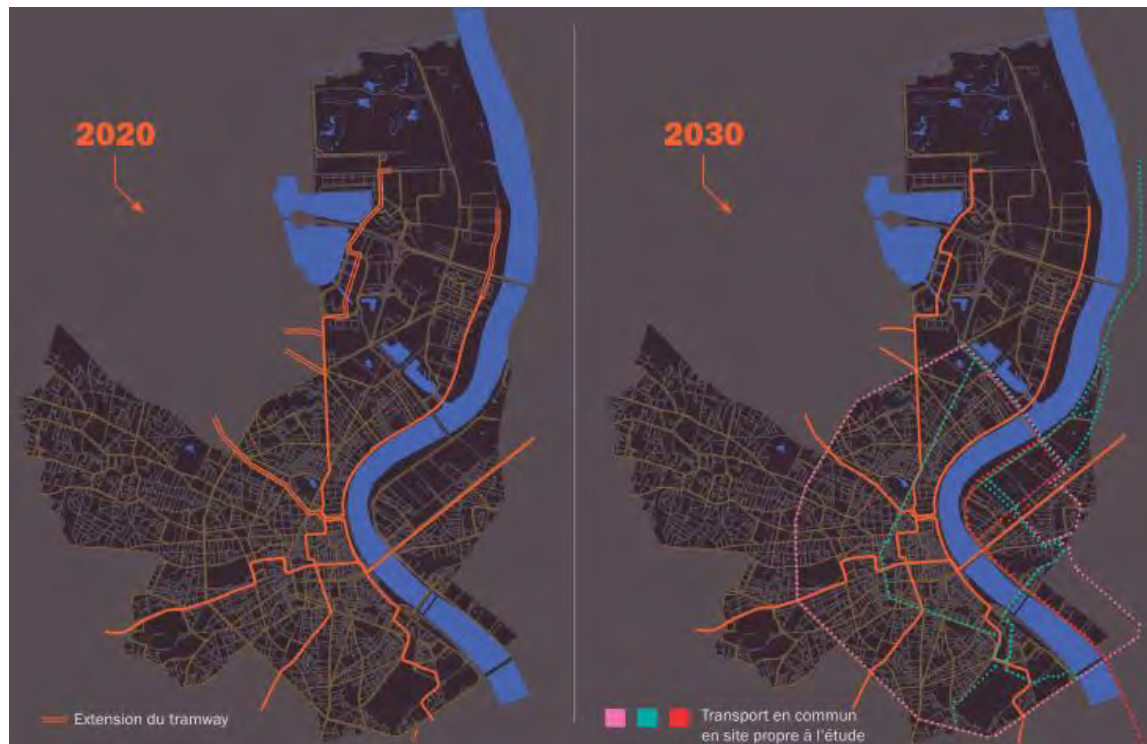 2020
2030
Extension du tramway
Transport en commun
en site propre à l'étude